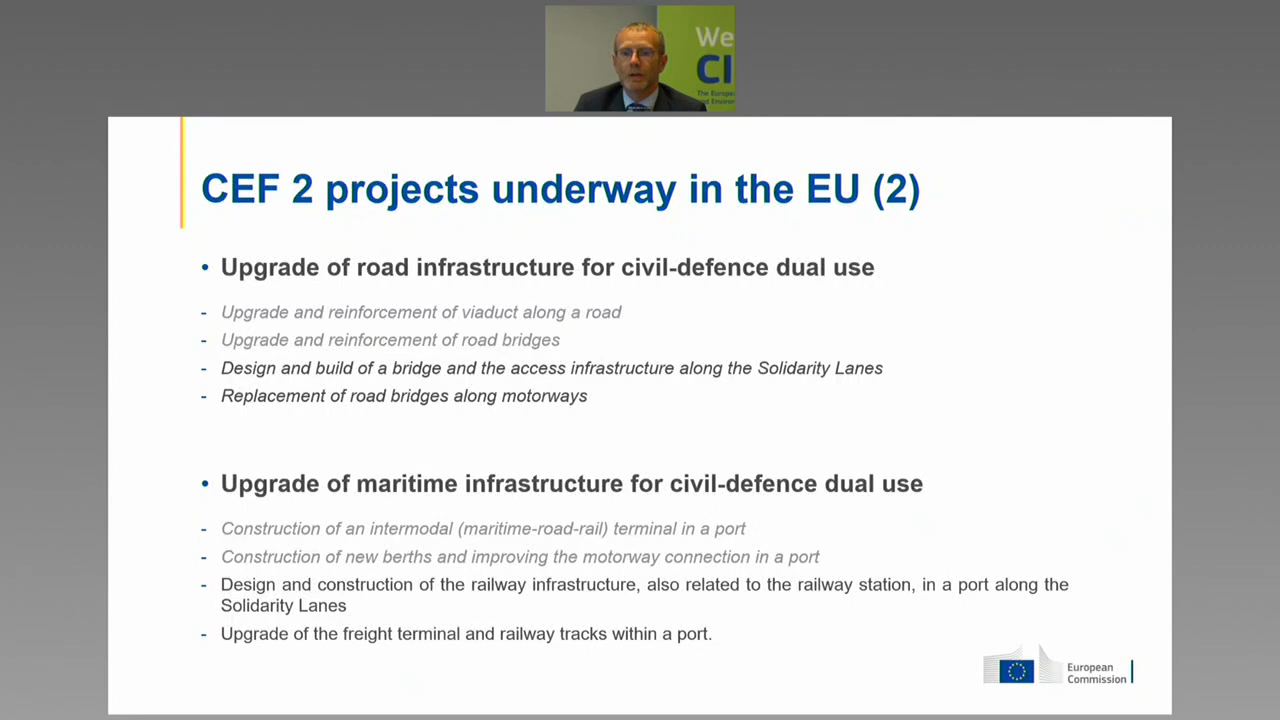 We
CI
The Europe
nd Enviror
CEF 2 projects underway in the EU (2)
• Upgrade of road infrastructure for civil-defence dual use
- Upgrade and reinforcement of viaduct along a road
- Upgrade and reinforcement of road bridges
- Design and build of a bridge and the access infrastructure along the Solidarity Lanes
- Replacement of road bridges along motorways
• Upgrade of maritime infrastructure for civil-defence dual use
- Construction of an intermodal (maritime-road-rail) terminal in a port
- Construction of new berths and improving the motorway connection in a port
- Design and construction of the railway infrastructure, also related to the railway station, in a port along the
Solidarity Lanes
- Upgrade of the freight terminal and railway tracks within a port.
European
Commission